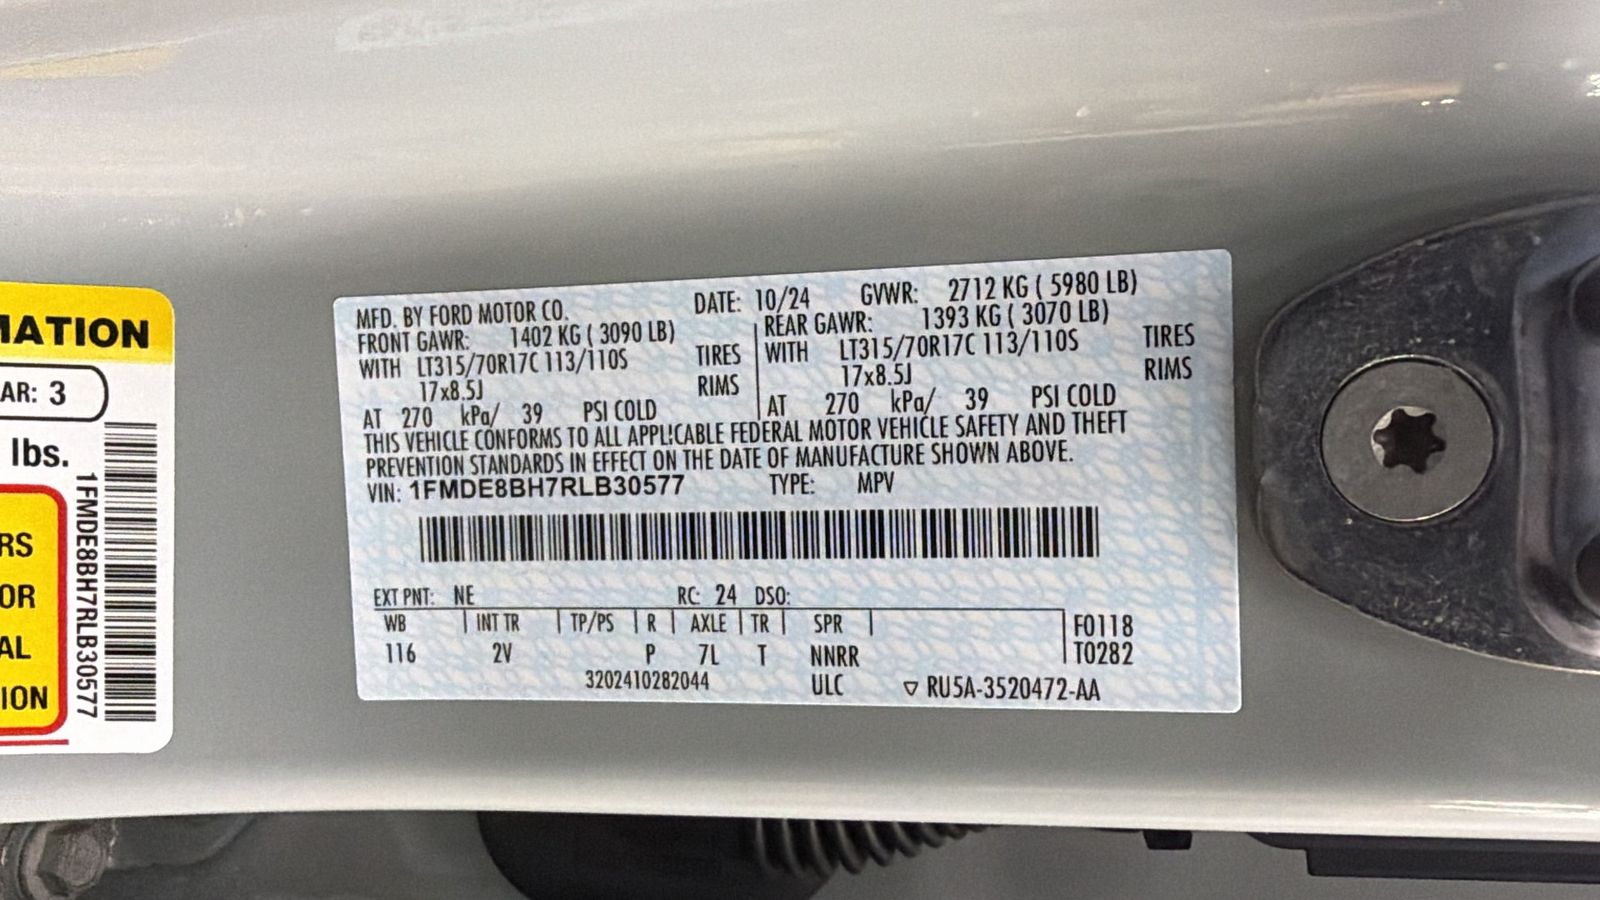 MATION
AR: 3
lbs.
RS
OR
AL
ION
1FMDE8BH7RLB30577
MFD. BY FORD MOTOR CO. DATE: 10/24 GVWR: 2712 KG ( 5980 LB)
FRONT GAWR: 1402 KG ( 3090 LB) REAR GAWR: 1393 KG ( 3070 LB)
WITH LT315/70R17C 113/110S TIRES WITH LT315/70R17C 113/110S TIRES
17x8.5J RIMS 17x8.5J RIMS
AT 270 kPa/ 39 PSI COLD AT 270 kPa/ 39 PSI COLD
THIS VEHICLE CONFORMS TO ALL APPLICABLE FEDERAL MOTOR VEHICLE SAFETY AND THEFT
PREVENTION STANDARDS IN EFFECT ON THE DATE OF MANUFACTURE SHOWN ABOVE.
VIN: 1FMDE8BH7RLB30577 TYPE: MPV
EXT PNT: NE RC: 24 DSO:
WB INT TR TP/PS R AXLE TR SPR F0118
116 2V P 7L T NNRR T0282
3202410282044 ULC ▽ RU5A-3520472-AA